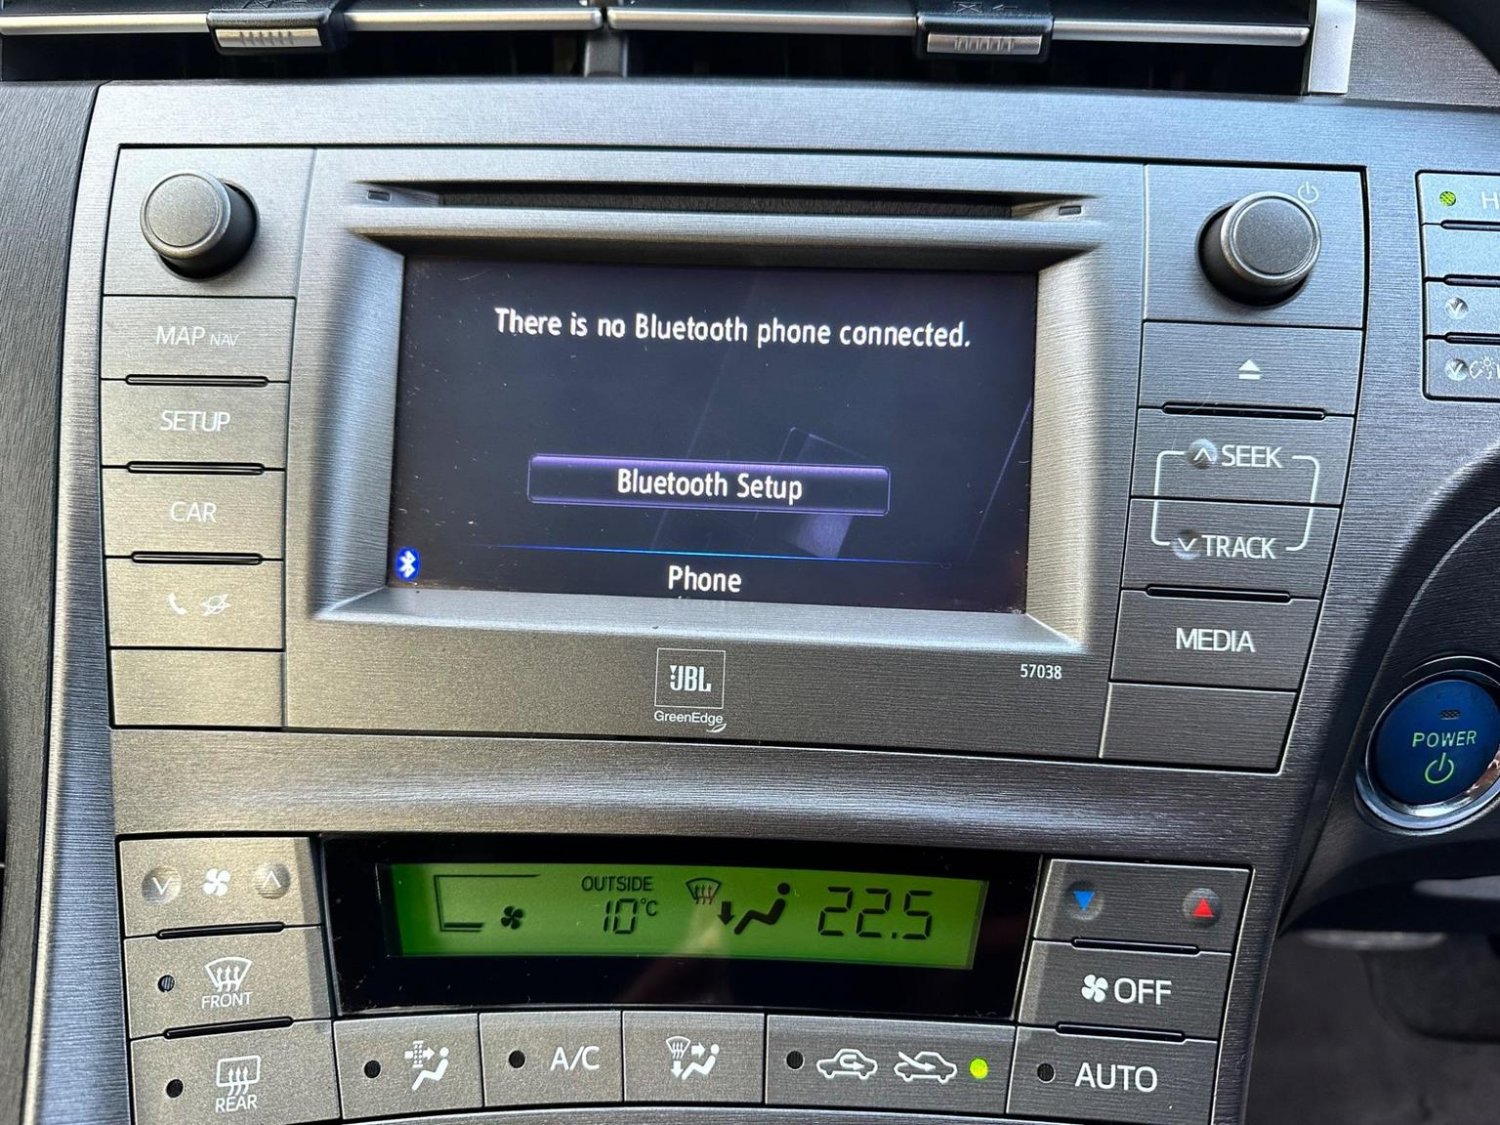 There is no Bluetooth phone connected.
Bluetooth Setup
Phone
MAP NAV
SETUP
CAR
SEEK
TRACK
MEDIA
JBL
GreenEdge
57038
POWER
OUTSIDE
10°C
22.5
FRONT
REAR
A/C
OFF
AUTO